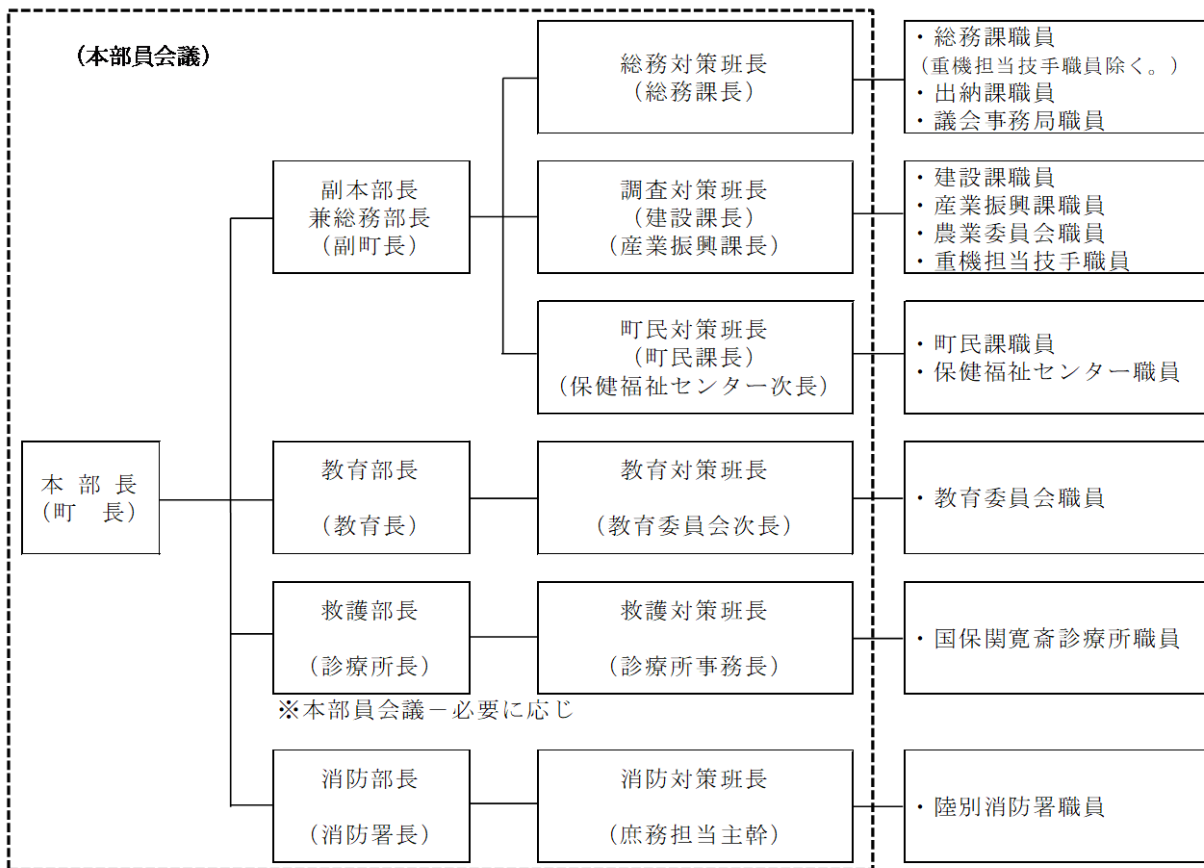 (本部員会議)
総務対策班長
(総務課長)
・総務課職員
(重機担当技手職員除く。)
・出納課職員
・議会事務局職員
副本部長
兼総務部長
(副町長)
調査対策班長
(建設課長)
(産業振興課長)
・建設課職員
・産業振興課職員
・農業委員会職員
・重機担当技手職員
町民対策班長
(町民課長)
(保健福祉センター次長)
・町民課職員
・保健福祉センター職員
本 部 長
(町 長)
教育部長
(教育長)
教育対策班長
(教育委員会次長)
・教育委員会職員
救護部長
(診療所長)
救護対策班長
(診療所事務長)
・国保関寛斎診療所職員
※本部員会議－必要に応じ
消防部長
(消防署長)
消防対策班長
(庶務担当主幹)
・陸別消防署職員